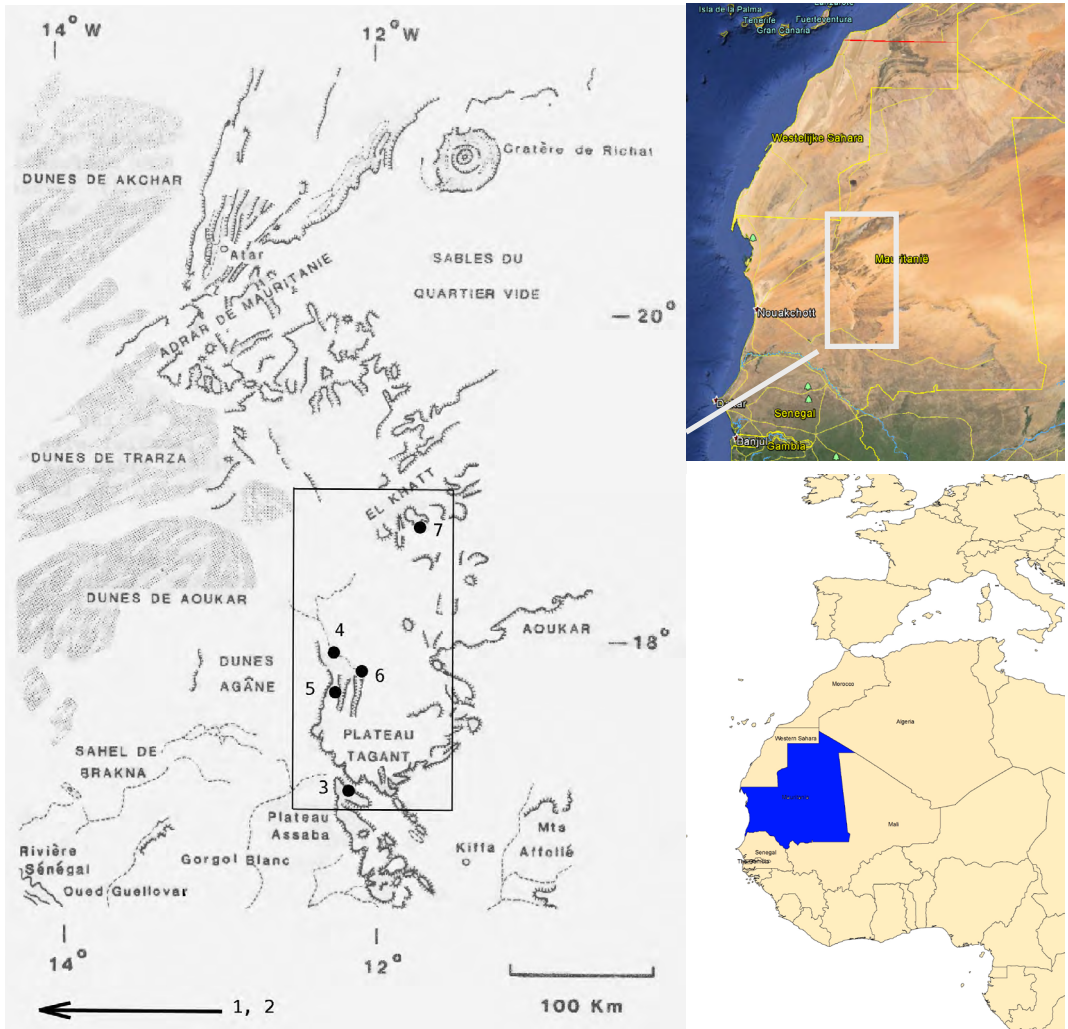 14° W
12° W
Cratère de Richat
DUNES DE AKCHAR
Atar
SABLES DU
QUARTIER VIDE
ADRAR DE MAURITANIE
20°
DUNES DE TRARZA
EL KHATT
7
DUNES DE AOUKAR
AOUKAR
18°
4
DUNES
AGÂNE
6
5
PLATEAU
TAGANT
SAHEL DE
BRAKNA
3
Plateau
Assaba
Mts
Affollé
Kiffa
Rivière
Sénégal
Gorgol Blanc
Oued Guellovar
14°
12°
1, 2
100 Km
Isla de la Palma
Tenerife
Fuerteventura
Gran Canaria
Westelijke Sahara
Mauritanië
Nouakchott
Senegal
Banjul
Gambia
Morocco
Algeria
Western Sahara
Mali
Senegal